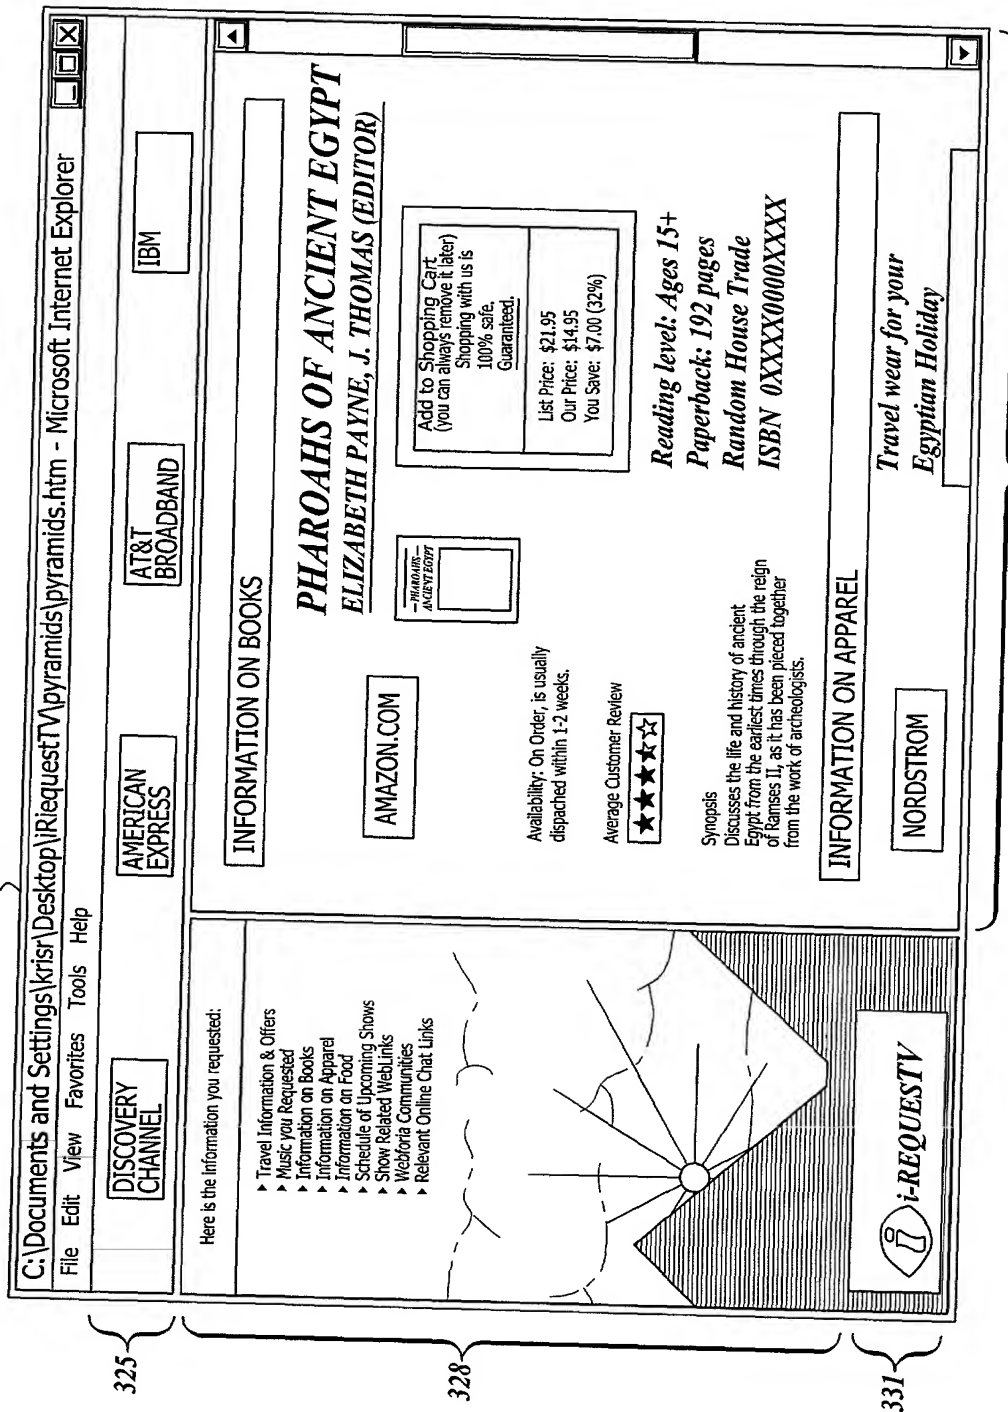 C:\Documents and Settings\krisr\Desktop\iRiequestTV\pyramids\pyramids.htm - Microsoft Internet Explorer
File Edit View Favorites Tools Help
DISCOVERY
CHANNEL
AMERICAN
EXPRESS
AT&T
BROADBAND
IBM
325
Here is the information you requested:
Travel Information & Offers
Music you Requested
Information on Books
Information on Apparel
Information on Food
Schedule of Upcoming Shows
Show Related WebLinks
Webforia Communities
Relevant Online Chat Links
328
i-REQUESTV
331
INFORMATION ON BOOKS
PHAROAHS OF ANCIENT EGYPT
ELIZABETH PAYNE, J. THOMAS (EDITOR)
AMAZON.COM
PHAROAHS
ANCIENT EGYPT
Add to Shopping Cart
(you can always remove it later)
Shopping with us is
100% safe.
Guaranteed.
List Price: $21.95
Our Price: $14.95
You Save: $7.00 (32%)
Availability: On Order, is usually
dispached within 1-2 weeks.
Average Customer Review
Reading level: Ages 15+
Paperback: 192 pages
Random House Trade
ISBN 0XXXX0000XXXX
Synopsis
Discusses the life and history of ancient
Egypt from the earliest times through the reign
of Ramses II, as it has been pieced together
from the work of archeologists.
INFORMATION ON APPAREL
NORDSTROM
Travel wear for your
Egyptian Holiday